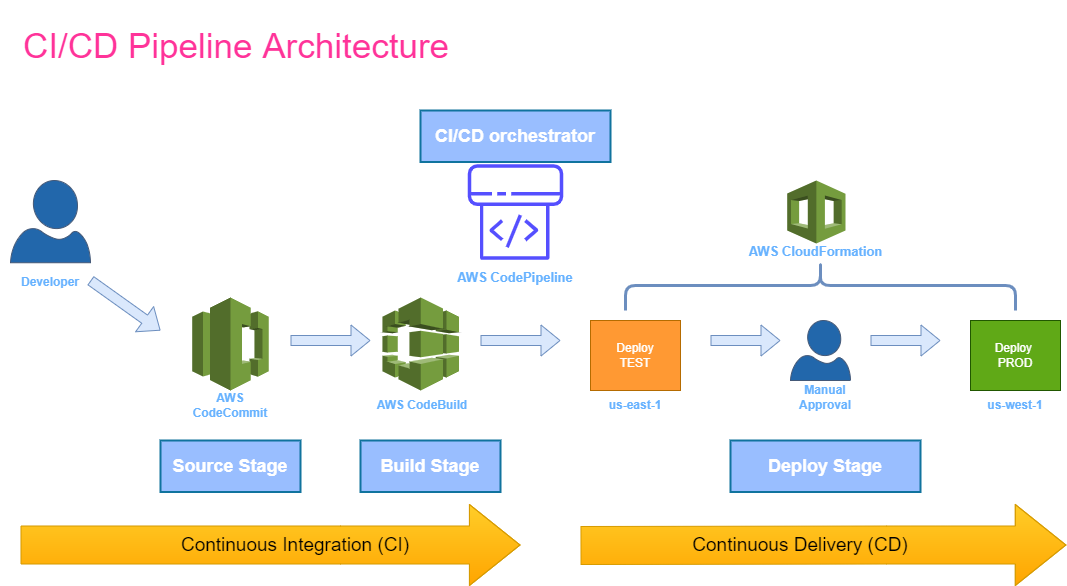 CI/CD Pipeline Architecture
CI/CD orchestrator
AWS CodePipeline
AWS CloudFormation
Developer
AWS
CodeCommit
AWS CodeBuild
Deploy
TEST
us-east-1
Manual
Approval
Deploy
PROD
us-west-1
Source Stage
Build Stage
Deploy Stage
Continuous Integration (CI)
Continuous Delivery (CD)